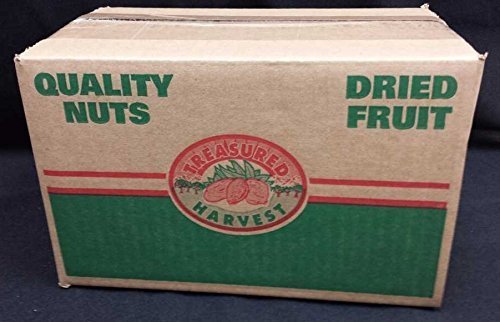 QUALITY
NUTS
DRIED
FRUIT
TREASURED
HARVEST